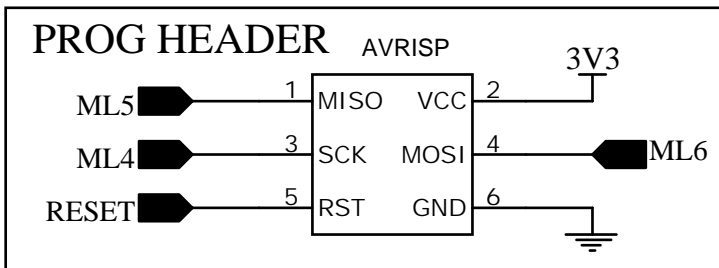 PROG HEADER
AVRISP
3V3
ML5 1 MISO VCC 2
ML4 3 SCK MOSI 4 ML6
RESET 5 RST GND 6